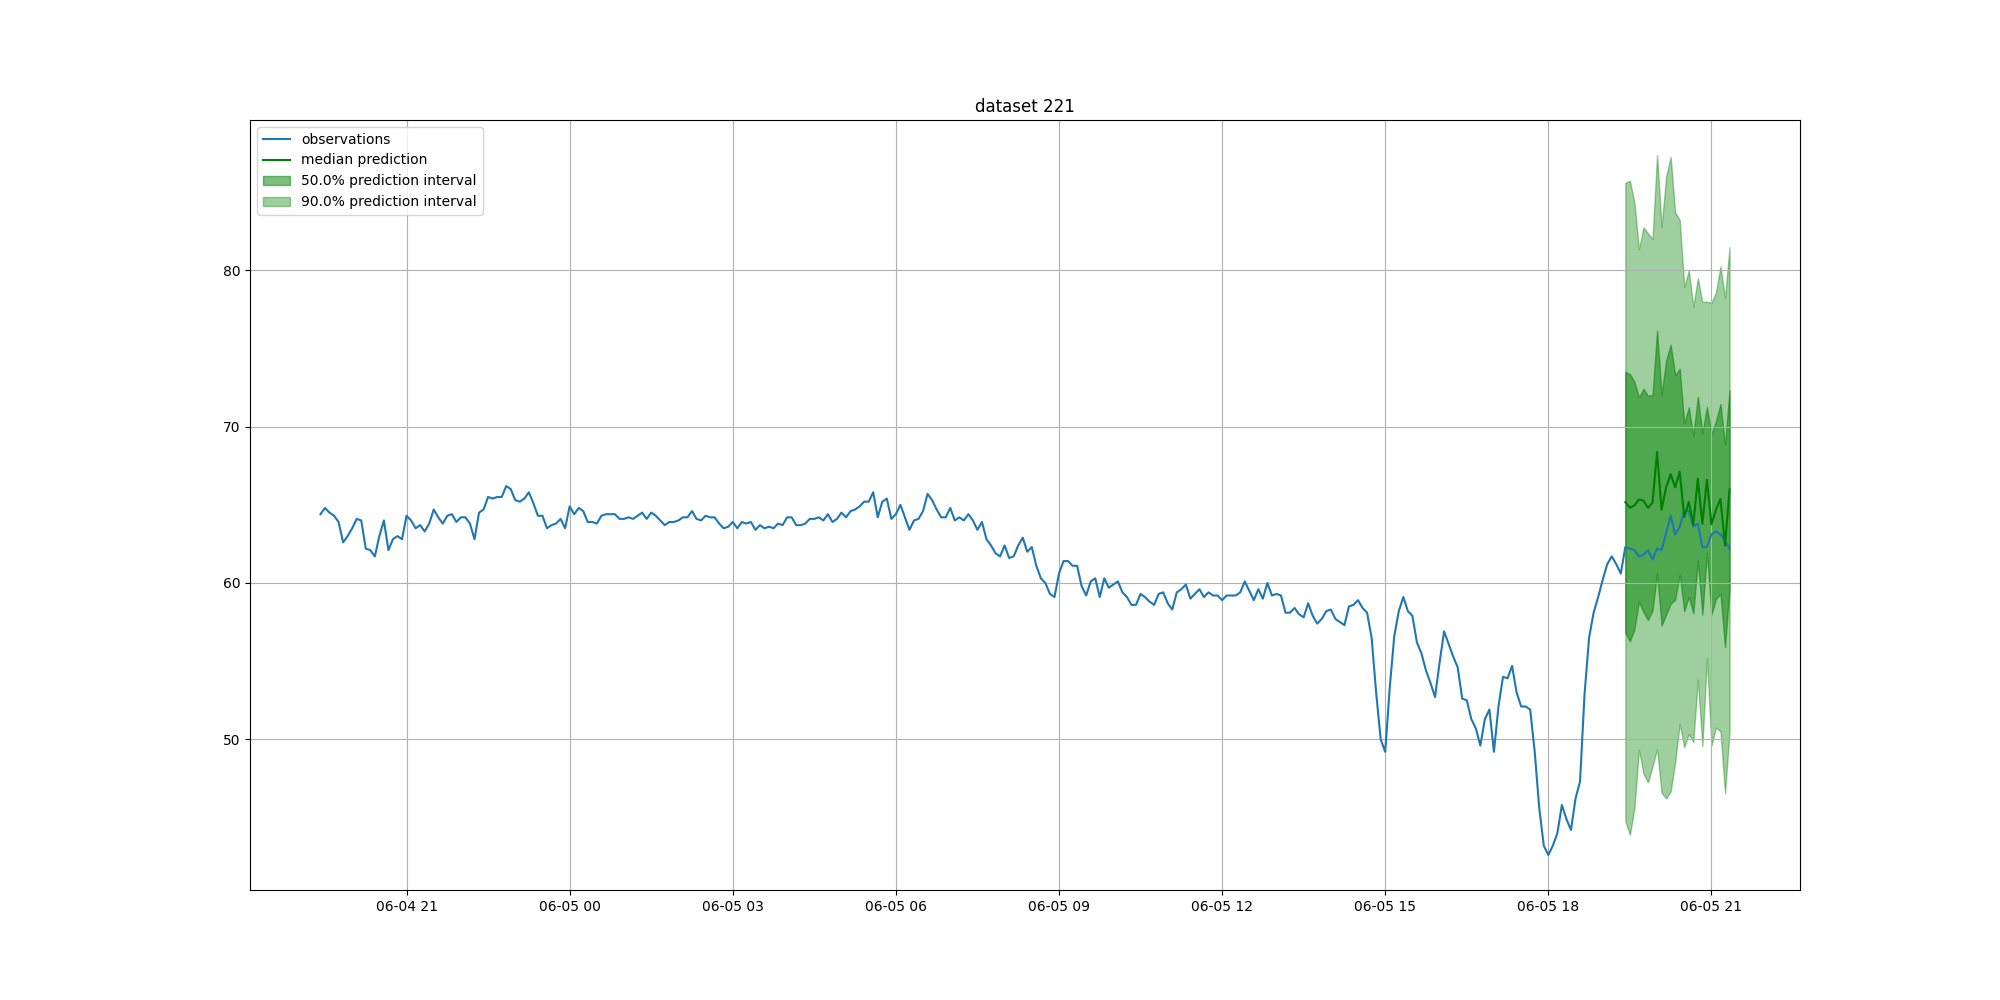 dataset 221
observations
median prediction
50.0% prediction interval
90.0% prediction interval
80
70
60
50
06-04 21
06-05 00
06-05 03
06-05 06
06-05 09
06-05 12
06-05 15
06-05 18
06-05 21